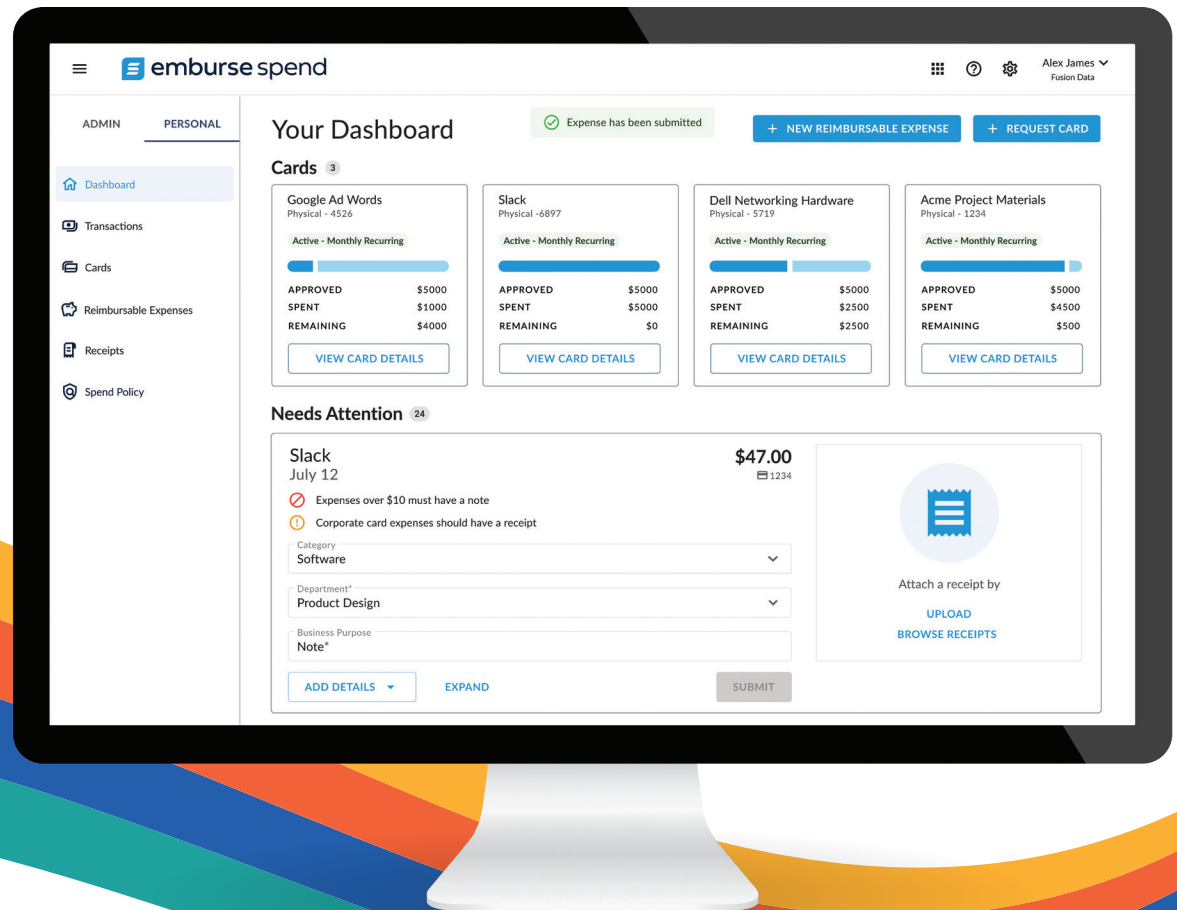 emburse spend
Alex James
Fusion Data
ADMIN PERSONAL
Dashboard
Transactions
Cards
Reimbursable Expenses
Receipts
Spend Policy
Your Dashboard
Expense has been submitted
+ NEW REIMBURSABLE EXPENSE
+ REQUEST CARD
Cards 3
Google Ad Words
Physical - 4526
Active - Monthly Recurring
APPROVED $5000
SPENT $1000
REMAINING $4000
VIEW CARD DETAILS
Slack
Physical -6897
Active - Monthly Recurring
APPROVED $5000
SPENT $5000
REMAINING $0
VIEW CARD DETAILS
Dell Networking Hardware
Physical - 5719
Active - Monthly Recurring
APPROVED $5000
SPENT $2500
REMAINING $2500
VIEW CARD DETAILS
Acme Project Materials
Physical - 1234
Active - Monthly Recurring
APPROVED $5000
SPENT $4500
REMAINING $500
VIEW CARD DETAILS
Needs Attention 24
Slack
July 12
$47.00
1234
Expenses over $10 must have a note
Corporate card expenses should have a receipt
Category
Software
Department*
Product Design
Business Purpose
Note*
ADD DETAILS
EXPAND
SUBMIT
Attach a receipt by
UPLOAD
BROWSE RECEIPTS